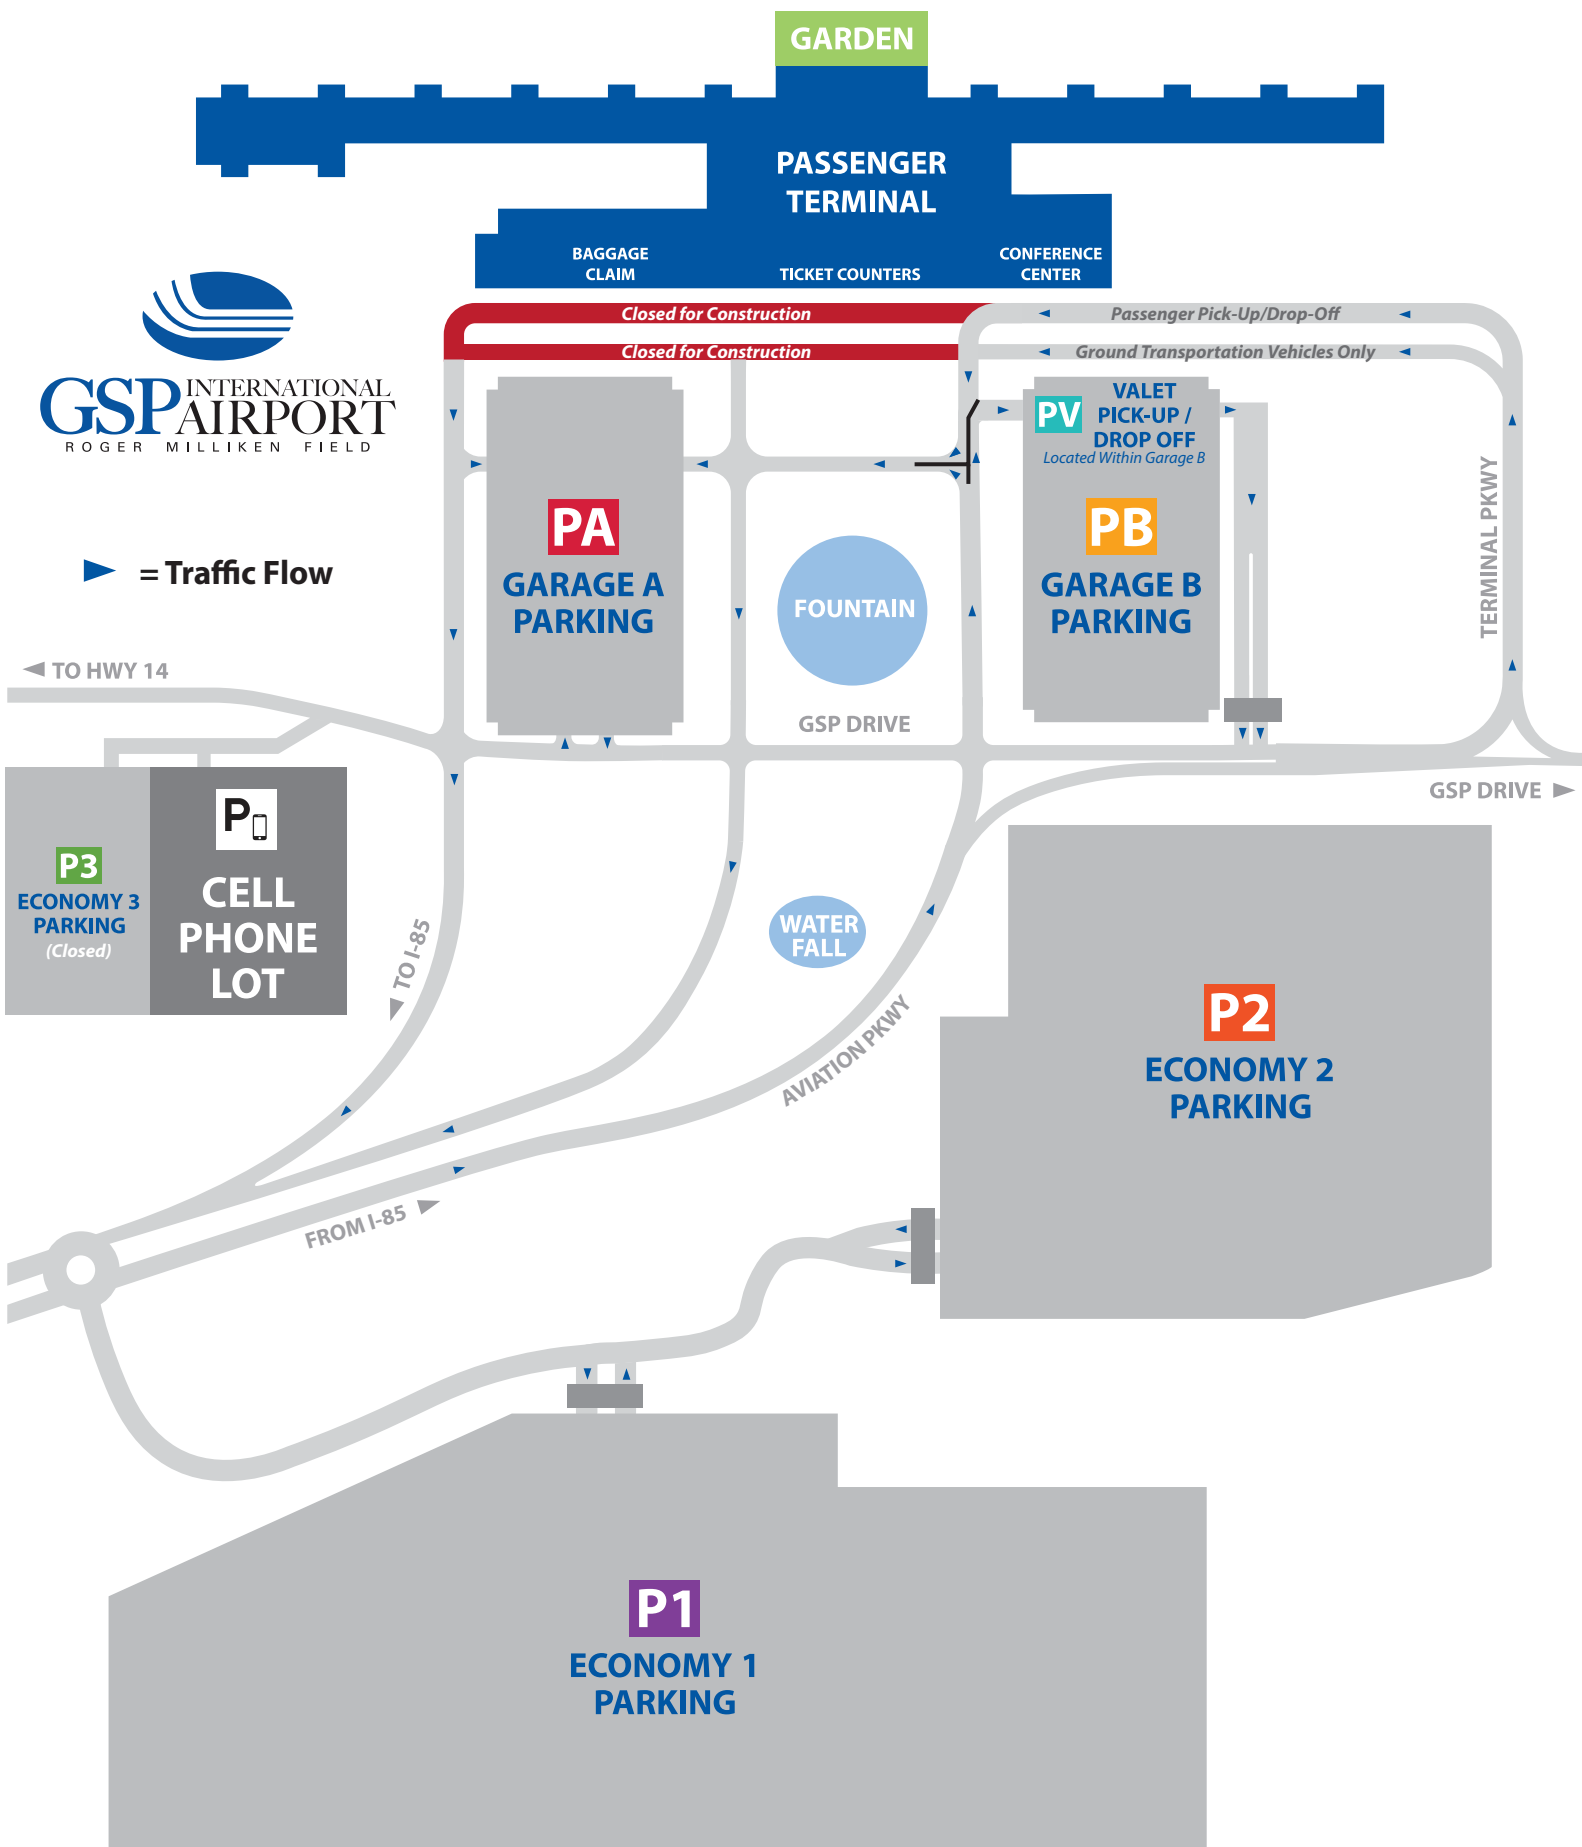 GARDEN
PASSENGER
TERMINAL
BAGGAGE
CLAIM
TICKET COUNTERS
CONFERENCE
CENTER
Closed for Construction
Passenger Pick-Up/Drop-Off
Closed for Construction
Ground Transportation Vehicles Only
GSP INTERNATIONAL
AIRPORT
ROGER MILLIKEN FIELD
= Traffic Flow
PV
VALET
PICK-UP /
DROP OFF
Located Within Garage B
PA
GARAGE A
PARKING
FOUNTAIN
PB
GARAGE B
PARKING
TERMINAL PKWY
TO HWY 14
GSP DRIVE
GSP DRIVE
P3
ECONOMY 3
PARKING
(Closed)
P
CELL
PHONE
LOT
TO I-85
WATER
FALL
AVIATION PKWY
FROM I-85
P2
ECONOMY 2
PARKING
P1
ECONOMY 1
PARKING